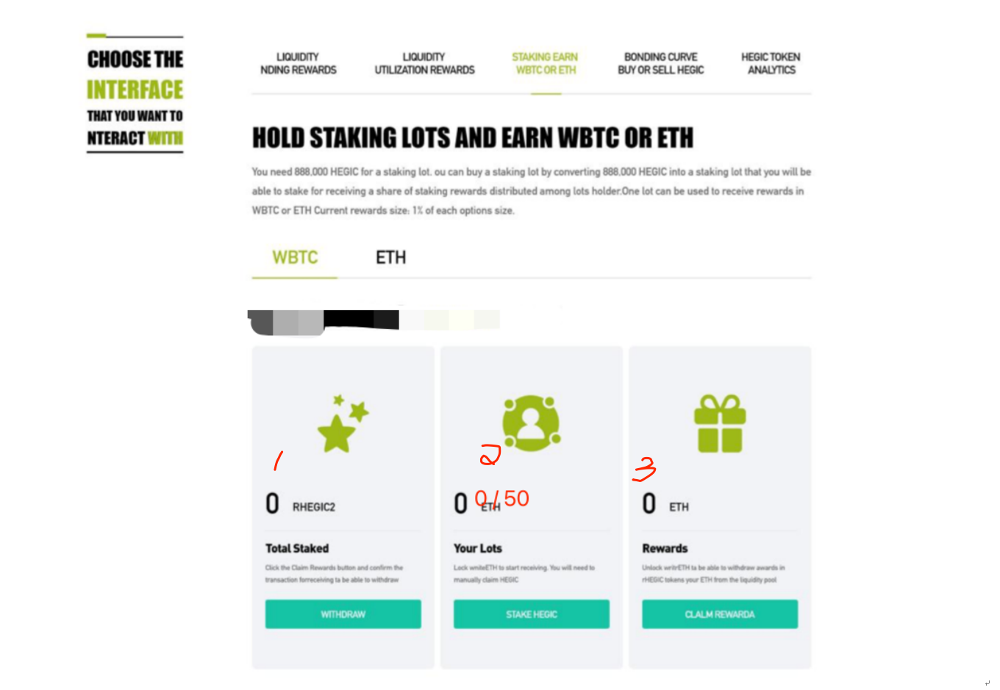 CHOOSE THE
INTERFACE
THAT YOU WANT TO
NTERACT WITH
LIQUIDITY
NDING REWARDS
LIQUIDITY
UTILIZATION REWARDS
STAKING EARN
WBTC OR ETH
BONDING CURVE
BUY OR SELL HEGIC
HEGIC TOKEN
ANALYTICS
HOLD STAKING LOTS AND EARN WBTC OR ETH
You need 888,000 HEGIC for a staking lot. ou can buy a staking lot by converting 888.000 HEGIC into a staking lot that you will be
able to stake for receiving a share of staking rewards distributed among lots holder.One lot can be used to receive rewards in
WBTC or ETH Current rewards size: 1% of each options size.
WBTC
ETH
1
0 RHEGIC2
Total Staked
Click the Claim Rewards button and confirm the
transaction forreceiving ta be able to withdraw
WITHDRAW
2
0 ETH
0/50
Your Lots
Lock wmiteETH to start receiving. You will need to
manually claim HEGIC
STAKE HEGIC
3
0 ETH
Rewards
Unlock writrETH ta be able to withdraw awards in
rHEGIC tokens your ETH from the liquidity pool
CLALM REWARDA